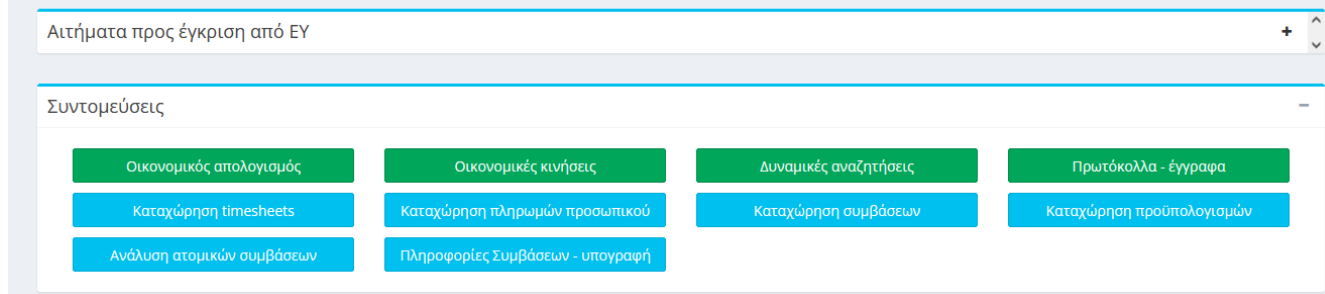 Αιτήματα προς έγκριση από ΕΥ
Συντομεύσεις
Οικονομικός απολογισμός Οικονομικές κινήσεις Δυναμικές αναζητήσεις Πρωτόκολλα - έγγραφα
Καταχώρηση timesheets Καταχώρηση πληρωμών προσωπικού Καταχώρηση συμβάσεων Καταχώρηση προϋπολογισμών
Ανάλυση ατομικών συμβάσεων Πληροφορίες Συμβάσεων - υπογραφή